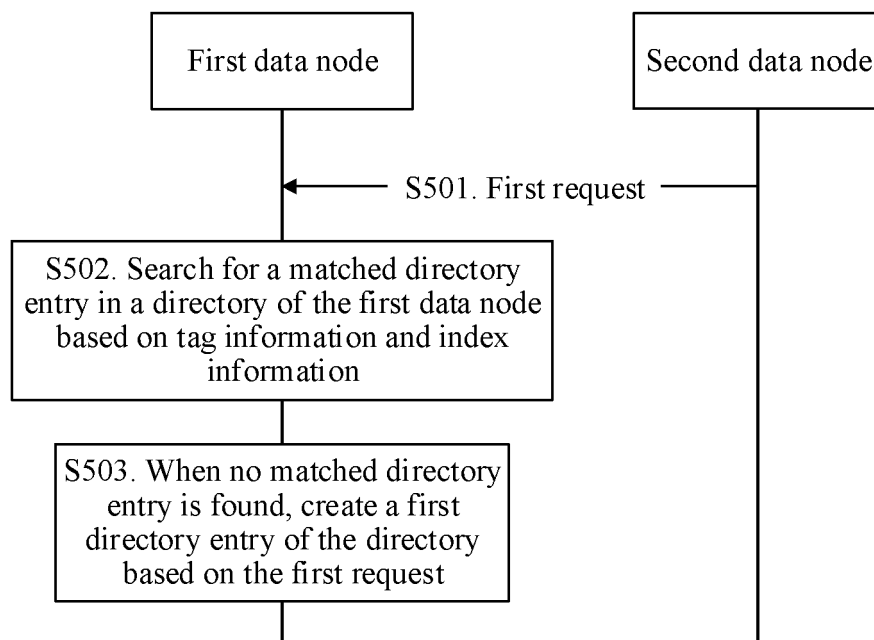 First data node
Second data node
S501. First request
S502. Search for a matched directory
entry in a directory of the first data node
based on tag information and index
information
S503. When no matched directory
entry is found, create a first
directory entry of the directory
based on the first request